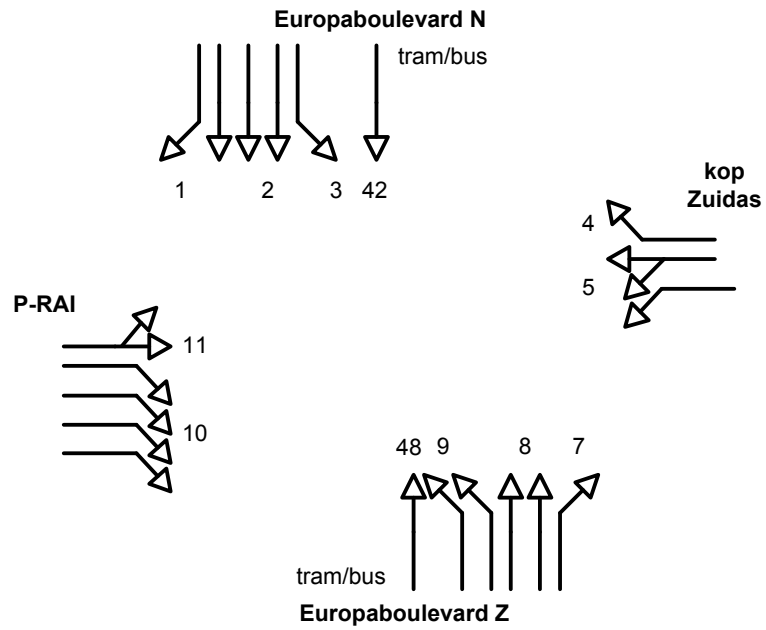 Europaboulevard N
tram/bus
1 2 3 42
kop
Zuidas
4
5
P-RAI
11
10
48 9 8 7
tram/bus
Europaboulevard Z